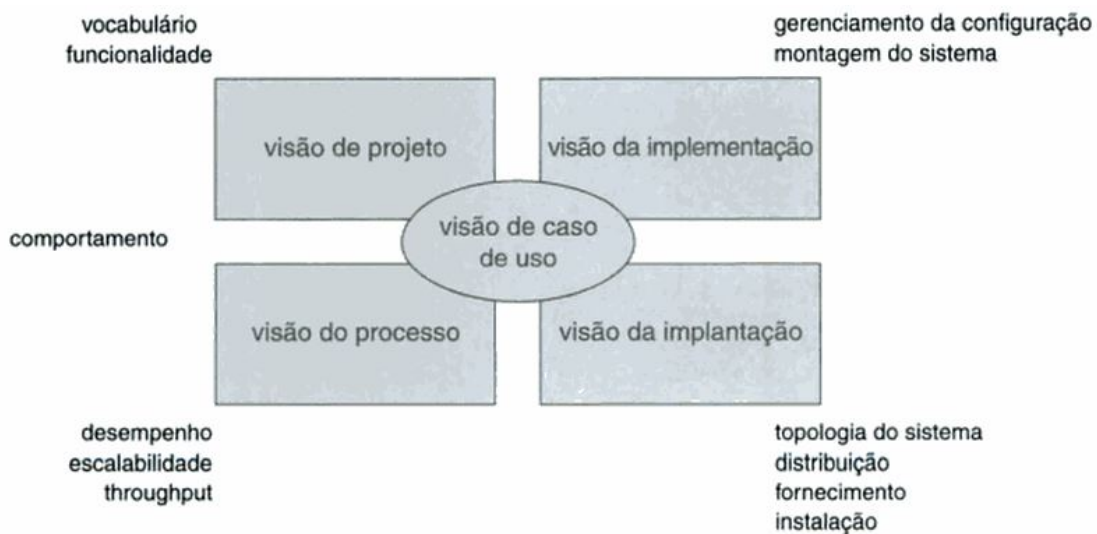 vocabulário
funcionalidade
gerenciamento da configuração
montagem do sistema
visão de projeto
visão da implementação
visão de caso
de uso
comportamento
visão do processo
visão da implantação
desempenho
escalabilidade
throughput
topologia do sistema
distribuição
fornecimento
instalação